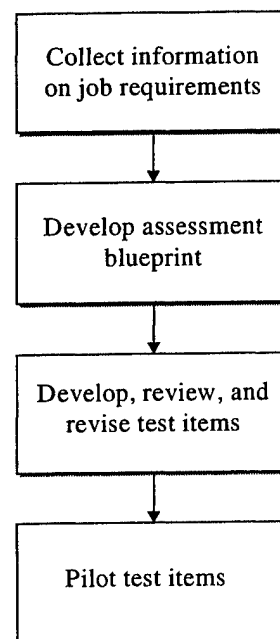 Collect information
on job requirements
Develop assessment
blueprint
Develop, review, and
revise test items
Pilot test items